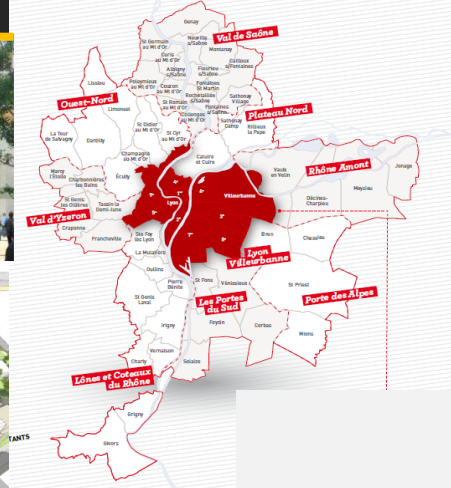 Genay
Neuville
s/Saône
Val de Saône
St Germain
au Mt d'Or
Montanay
Curis
au Mt d'Or
Cailloux
s/Fontaines
Albigny
s/Saône
Fleurieu
s/Saône
Lissieu
Poleymieux
au Mt d'Or
Couzon
au Mt d'Or
Fontaines
St Martin
Rochetaillée
s/Saône
Sathonay
Village
Ouest-Nord
Limonest
St Romain
au Mt d'Or
Fontaines
s/Saône
Collonges
au Mt d'Or
Plateau Nord
St Didier
au Mt d'Or
Sathonay
Camp
Rillieux
la Pape
La Tour
de Salvagny
Dardilly
St Cyr
au Mt d'Or
Champagne
au Mt d'Or
Caluire
et Cuire
Rhône Amont
Jonage
Marcy
l'Étoile
Charbonnières
les Bains
Écully
Vaulx
en Velin
Meyzieu
St Genis
les Ollières
Tassin la
Demi-Lune
Lyon
Villeurbanne
Décines-
Charpieu
Val d'Yzeron
Craponne
Francheville
Ste Foy
lès Lyon
Bron
Chassieu
La Mulatière
Lyon
Villeurbanne
Oullins
Pierre
Bénite
St Fons
Vénissieux
St Priest
St Genis
Laval
Les Portes
du Sud
Porte des Alpes
Irigny
Feyzin
Corbas
Mions
Vernaison
Charly
Solaize
Lônes et Coteaux
du Rhône
Grigny
Givors
TANTS